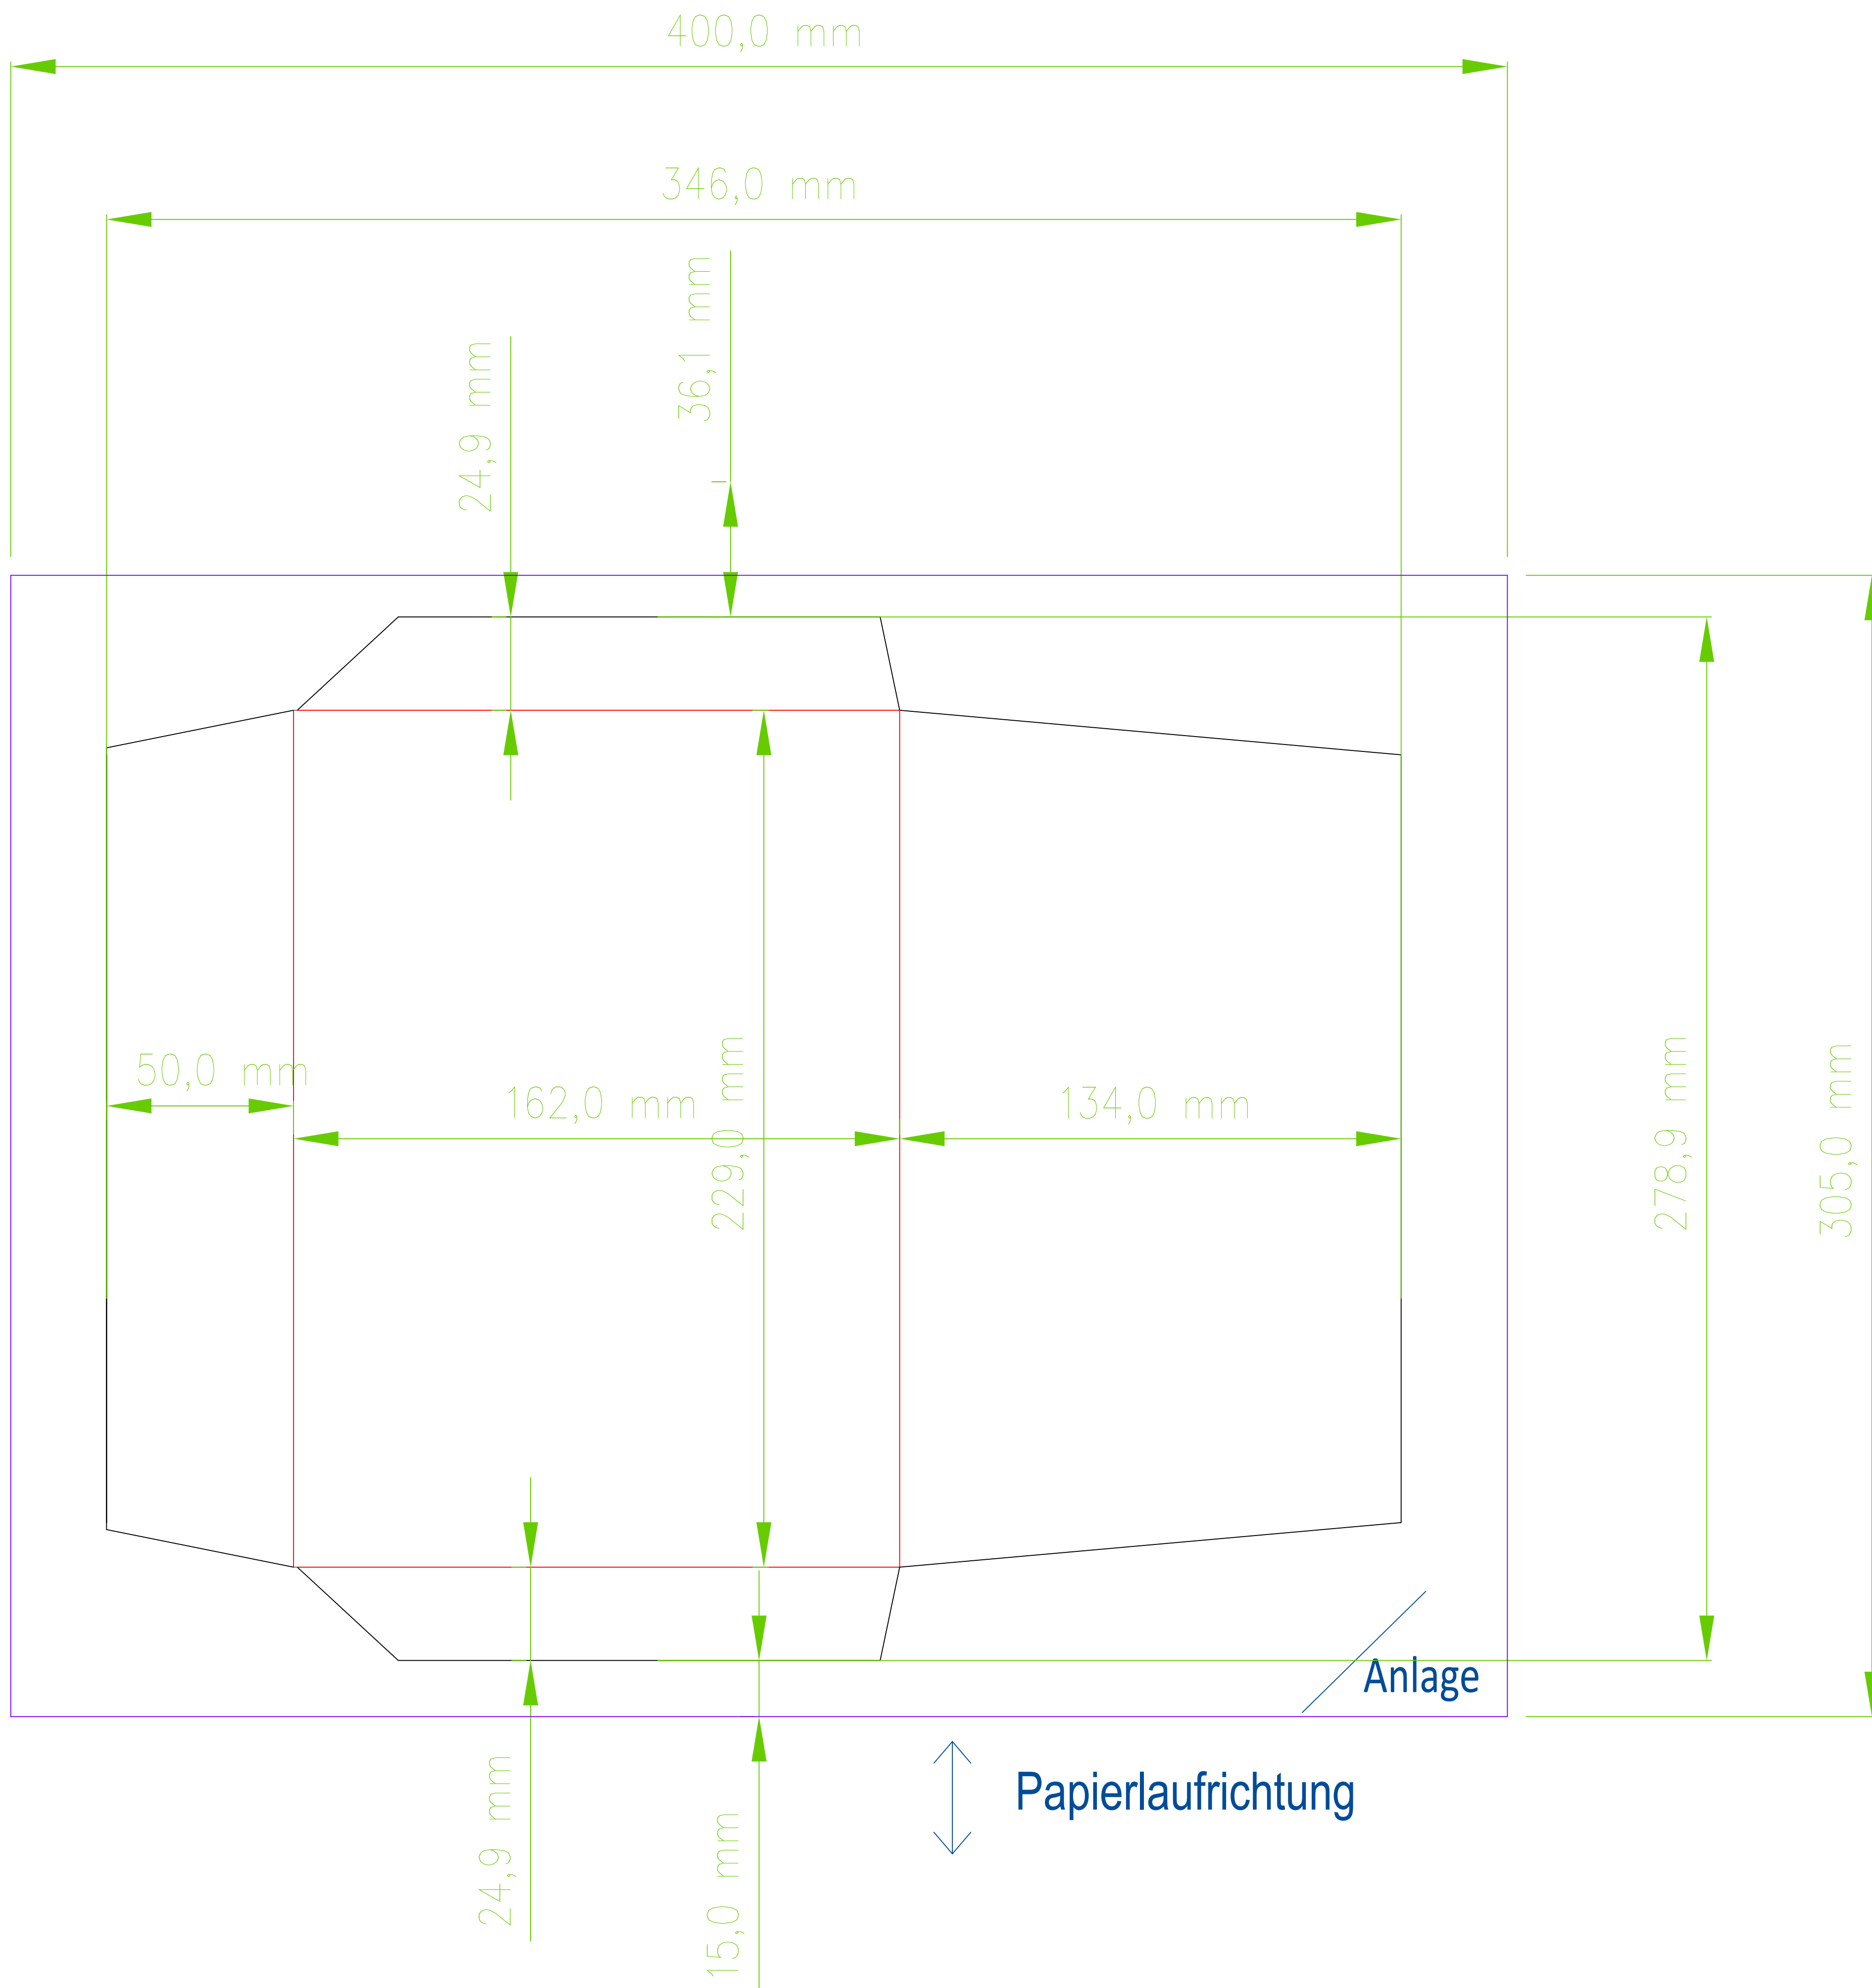 400,0 mm
346,0 mm
36,1 mm
24,9 mm
50,0 mm
162,0 mm
229,0 mm
134,0 mm
278,9 mm
305,0 mm
Anlage
Papierlaufrichtung
24,9 mm
15,0 mm